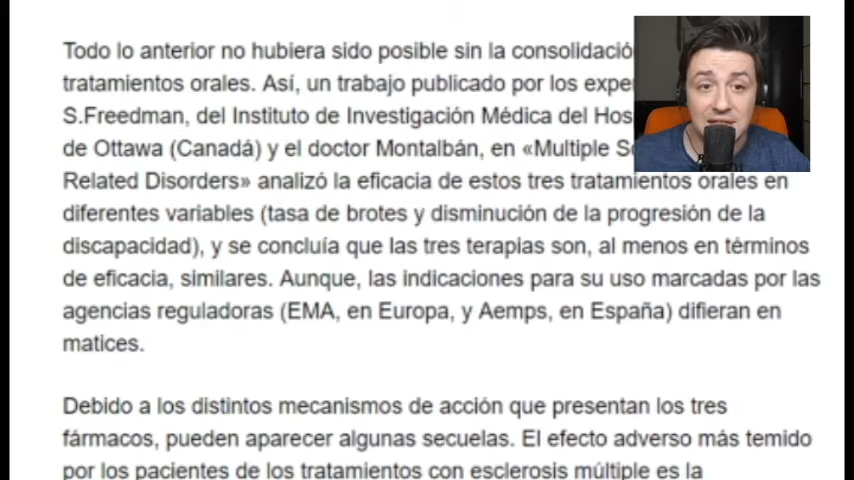 Todo lo anterior no hubiera sido posible sin la consolidació
tratamientos orales. Así, un trabajo publicado por los exper
S.Freedman, del Instituto de Investigación Médica del Hos
de Ottawa (Canadá) y el doctor Montalbán, en «Multiple Sc
Related Disorders» analizó la eficacia de estos tres tratamientos orales en
diferentes variables (tasa de brotes y disminución de la progresión de la
discapacidad), y se concluía que las tres terapias son, al menos en términos
de eficacia, similares. Aunque, las indicaciones para su uso marcadas por las
agencias reguladoras (EMA, en Europa, y Aemps, en España) difieran en
matices.
Debido a los distintos mecanismos de acción que presentan los tres
fármacos, pueden aparecer algunas secuelas. El efecto adverso más temido
por los pacientes de los tratamientos con esclerosis múltiple es la